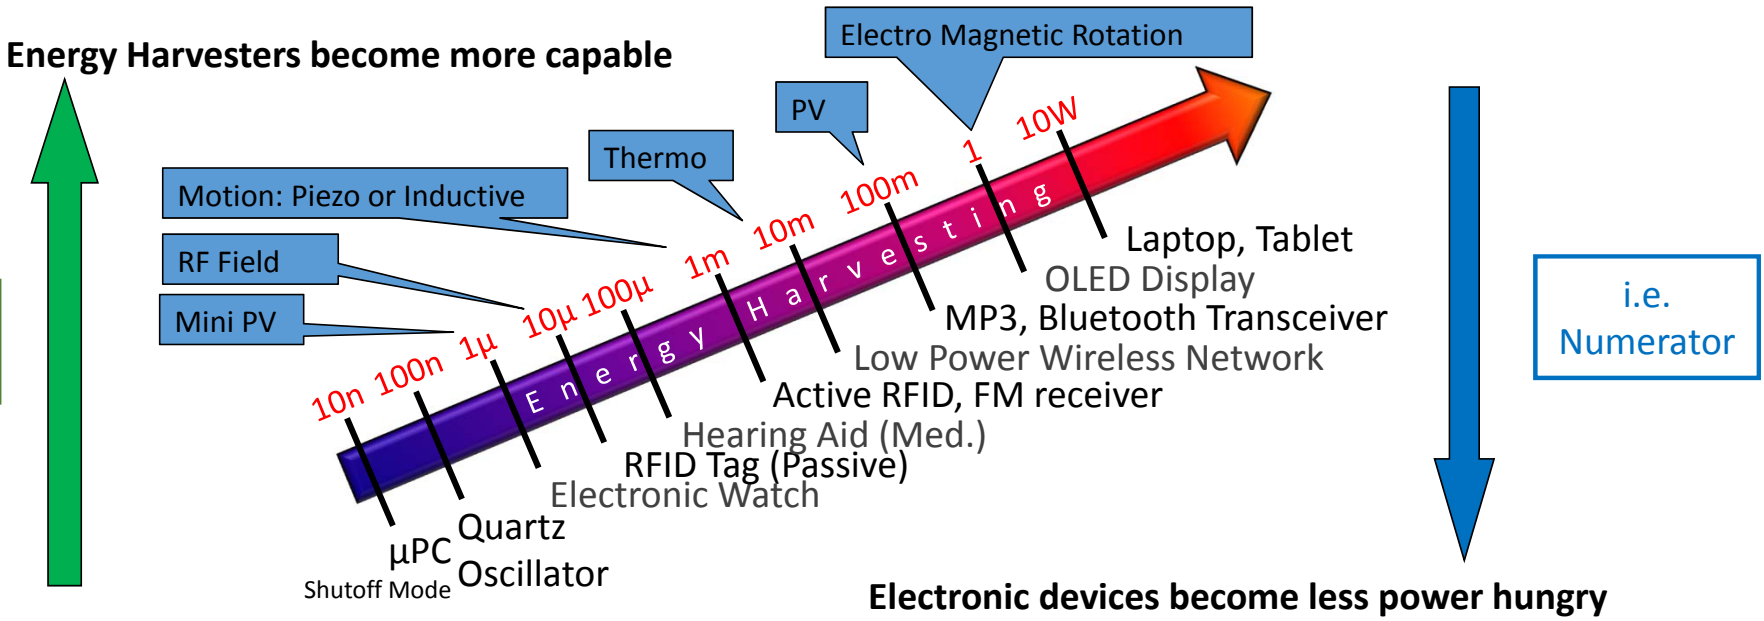 Energy Harvesters become more capable
Electro Magnetic Rotation
PV
Thermo
Motion: Piezo or Inductive
RF Field
Mini PV
10n
100n
1µ
10µ
100µ
1m
10m
100m
1
10W
Energy Harvesting
Laptop, Tablet
OLED Display
MP3, Bluetooth Transceiver
Low Power Wireless Network
Active RFID, FM receiver
Hearing Aid (Med.)
RFID Tag (Passive)
Electronic Watch
Quartz
Oscillator
µPC
Shutoff Mode
i.e.
Numerator
Electronic devices become less power hungry